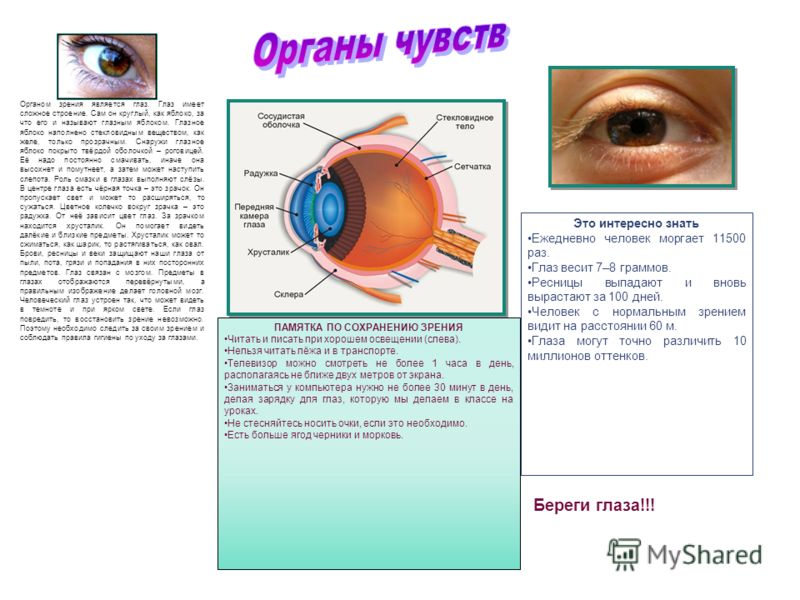 Органы чувств
Органом зрения является глаз. Глаз имеет
сложное строение. Сам он круглый, как яблоко, за
что его и называют глазным яблоком. Глазное
яблоко наполнено стекловидным веществом, как
желе, только прозрачным. Снаружи глазное
яблоко покрыто твёрдой оболочкой – роговицей.
Её надо постоянно смачивать, иначе она
высохнет и помутнеет, а затем может наступить
слепота. Роль смазки в глазах выполняют слёзы.
В центре глаза есть чёрная точка – это зрачок. Он
пропускает свет и может то расширяться, то
сужаться. Цветное колечко вокруг зрачка – это
радужка. От неё зависит цвет глаз. За зрачком
находится хрусталик. Он помогает видеть
далёкие и близкие предметы. Хрусталик может то
сжиматься, как шарик, то растягиваться, как овал.
Брови, ресницы и веки защищают наши глаза от
пыли, пота, грязи и попадания в них посторонних
предметов. Глаз связан с мозгом. Предметы в
глазах отображаются перевёрнутыми, а
правильным изображение делает головной мозг.
Человеческий глаз устроен так, что может видеть
в темноте и при ярком свете. Если глаз
повредить, то восстановить зрение невозможно.
Поэтому необходимо следить за своим зрением и
соблюдать правила гигиены по уходу за глазами.
Сосудистая
оболочка
Радужка
Передняя
камера
глаза
Хрусталик
Склера
Стекловидное
тело
Сетчатка
ПАМЯТКА ПО СОХРАНЕНИЮ ЗРЕНИЯ
•Читать и писать при хорошем освещении (слева).
•Нельзя читать лёжа и в транспорте.
•Телевизор можно смотреть не более 1 часа в день,
располагаясь не ближе двух метров от экрана.
•Заниматься у компьютера нужно не более 30 минут в день,
делая зарядку для глаз, которую мы делаем в классе на
уроках.
•Не стесняйтесь носить очки, если это необходимо.
•Есть больше ягод черники и морковь.
Это интересно знать
•Ежедневно человек моргает 11500
раз.
•Глаз весит 7–8 граммов.
•Ресницы выпадают и вновь
вырастают за 100 дней.
•Человек с нормальным зрением
видит на расстоянии 60 м.
•Глаза могут точно различить 10
миллионов оттенков.
Береги глаза!!!
MyShared